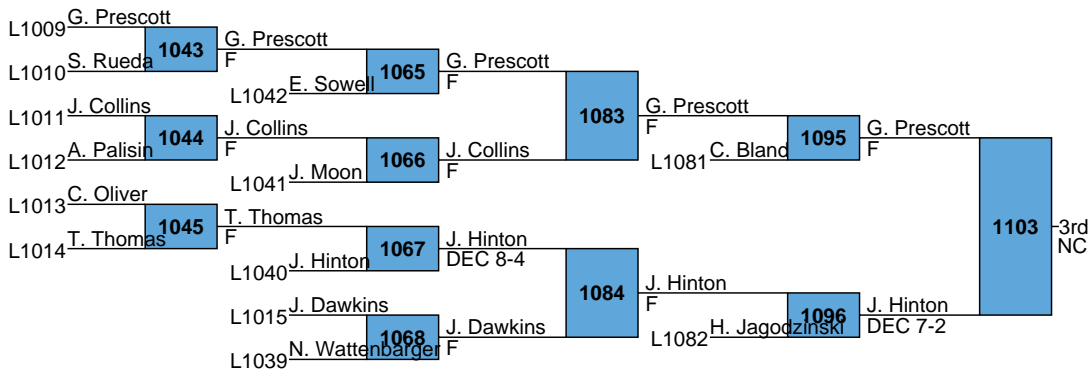 L1009 G. Prescott
1043
L1010 S. Rueda
G. Prescott
F
1065
L1042 E. Sowell
G. Prescott
F
L1011 J. Collins
1044
L1012 A. Palisin
J. Collins
F
1066
L1041 J. Moon
J. Collins
F
1083
G. Prescott
F
1095
L1081 C. Bland
G. Prescott
F
L1013 C. Oliver
1045
L1014 T. Thomas
T. Thomas
F
1067
L1040 J. Hinton
J. Hinton
DEC 8-4
L1015 J. Dawkins
1068
L1039 N. Wattenbarger
J. Dawkins
F
1084
J. Hinton
F
1096
L1082 H. Jagodzinski
J. Hinton
DEC 7-2
1103
3rd
NC